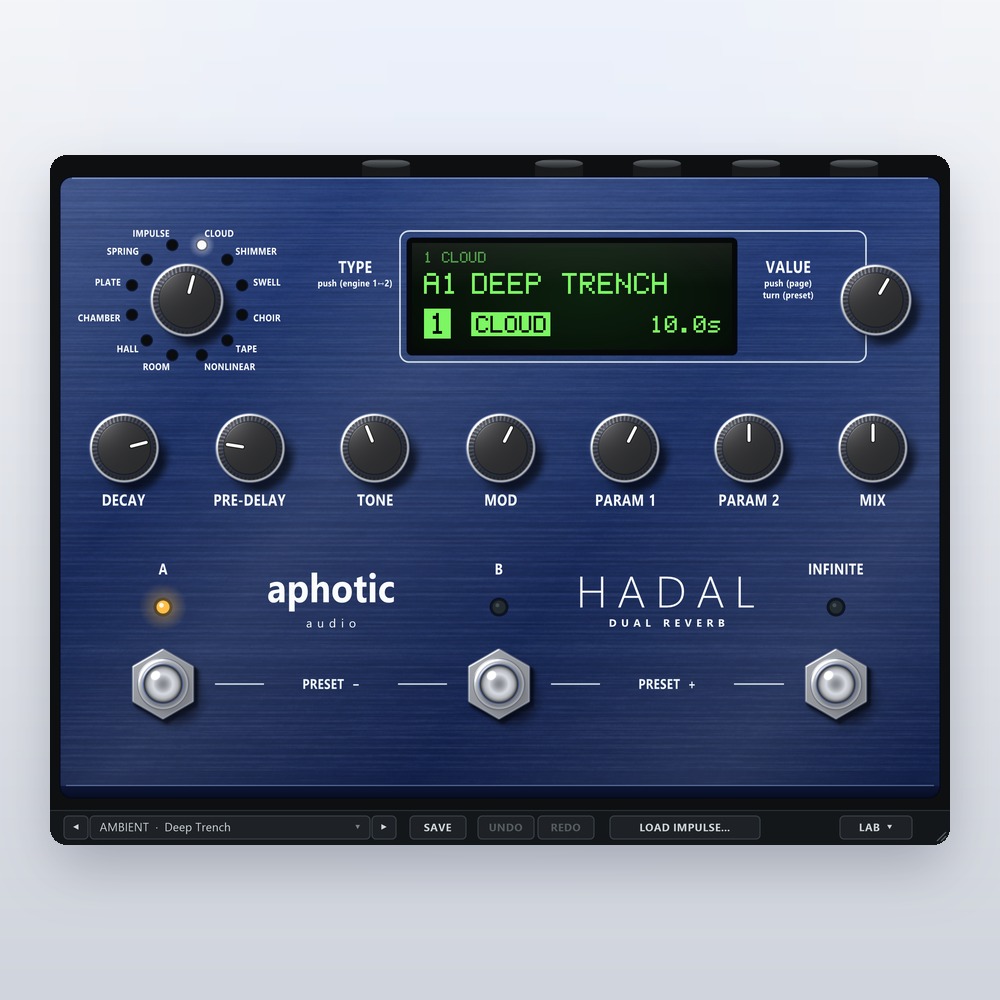 IMPULSE CLOUD
SPRING SHIMMER
PLATE SWELL
CHAMBER CHOIR
HALL TAPE
ROOM NONLINEAR
TYPE
push (engine 1↔2)
1 CLOUD
A1 DEEP TRENCH
1 CLOUD 10.0s
VALUE
push (page)
turn (preset)
DECAY PRE-DELAY TONE MOD PARAM 1 PARAM 2 MIX
A B INFINITE
aphotic
audio
HADAL
DUAL REVERB
PRESET − PRESET +
AMBIENT · Deep Trench SAVE UNDO REDO LOAD IMPULSE... LAB